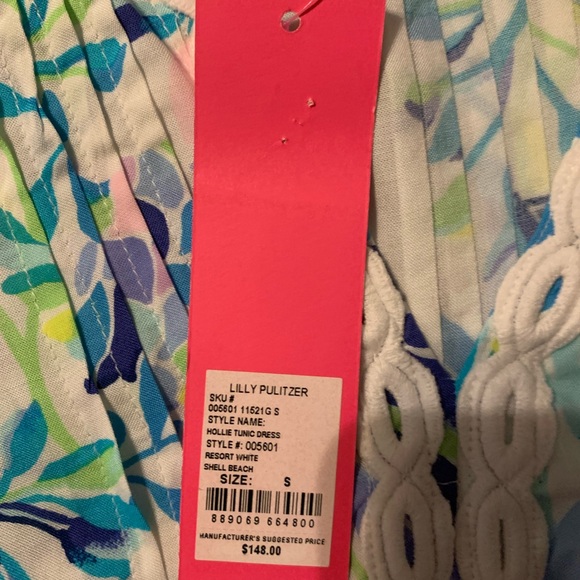 LILLY PULITZER
SKU #
005601 11521G S
STYLE NAME:
HOLLIE TUNIC DRESS
STYLE #: 005601
RESORT WHITE
SHELL BEACH
SIZE: S
889069 664800
MANUFACTURER'S SUGGESTED PRICE
$148.00